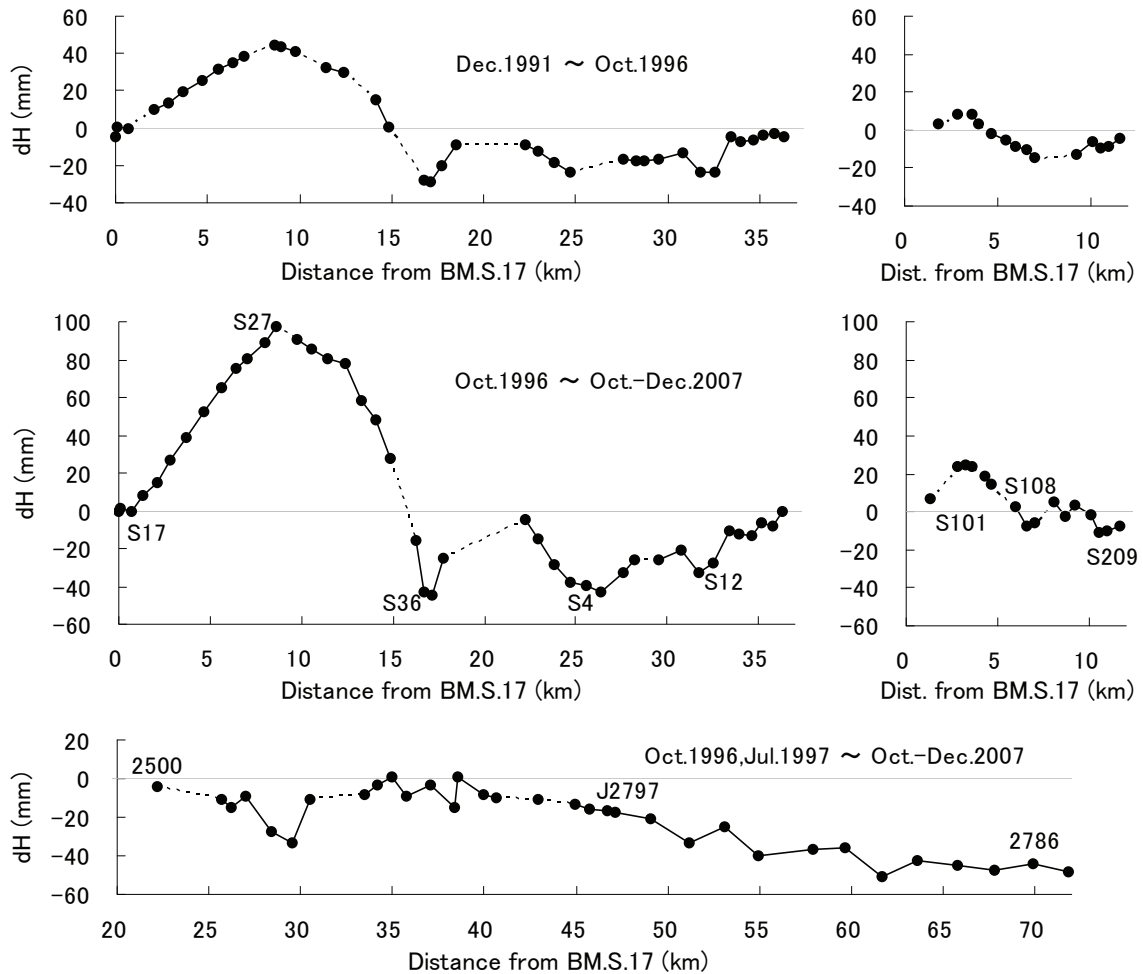 60
40
20
0
-20
-40
dH (mm)
Dec.1991 ～ Oct.1996
0 5 10 15 20 25 30 35
Distance from BM.S.17 (km)
60
40
20
0
-20
-40
0 5 10
Dist. from BM.S.17 (km)
100
80
60
40
20
0
-20
-40
-60
dH (mm)
S27
Oct.1996 ～ Oct.-Dec.2007
S17
S36
S4
S12
0 5 10 15 20 25 30 35
Distance from BM.S.17 (km)
100
80
60
40
20
0
-20
-40
-60
S108
S101
S209
0 5 10
Dist. from BM.S.17 (km)
20
0
-20
-40
-60
dH (mm)
2500
Oct.1996,Jul.1997 ～ Oct.-Dec.2007
J2797
2786
20 25 30 35 40 45 50 55 60 65 70
Distance from BM.S.17 (km)